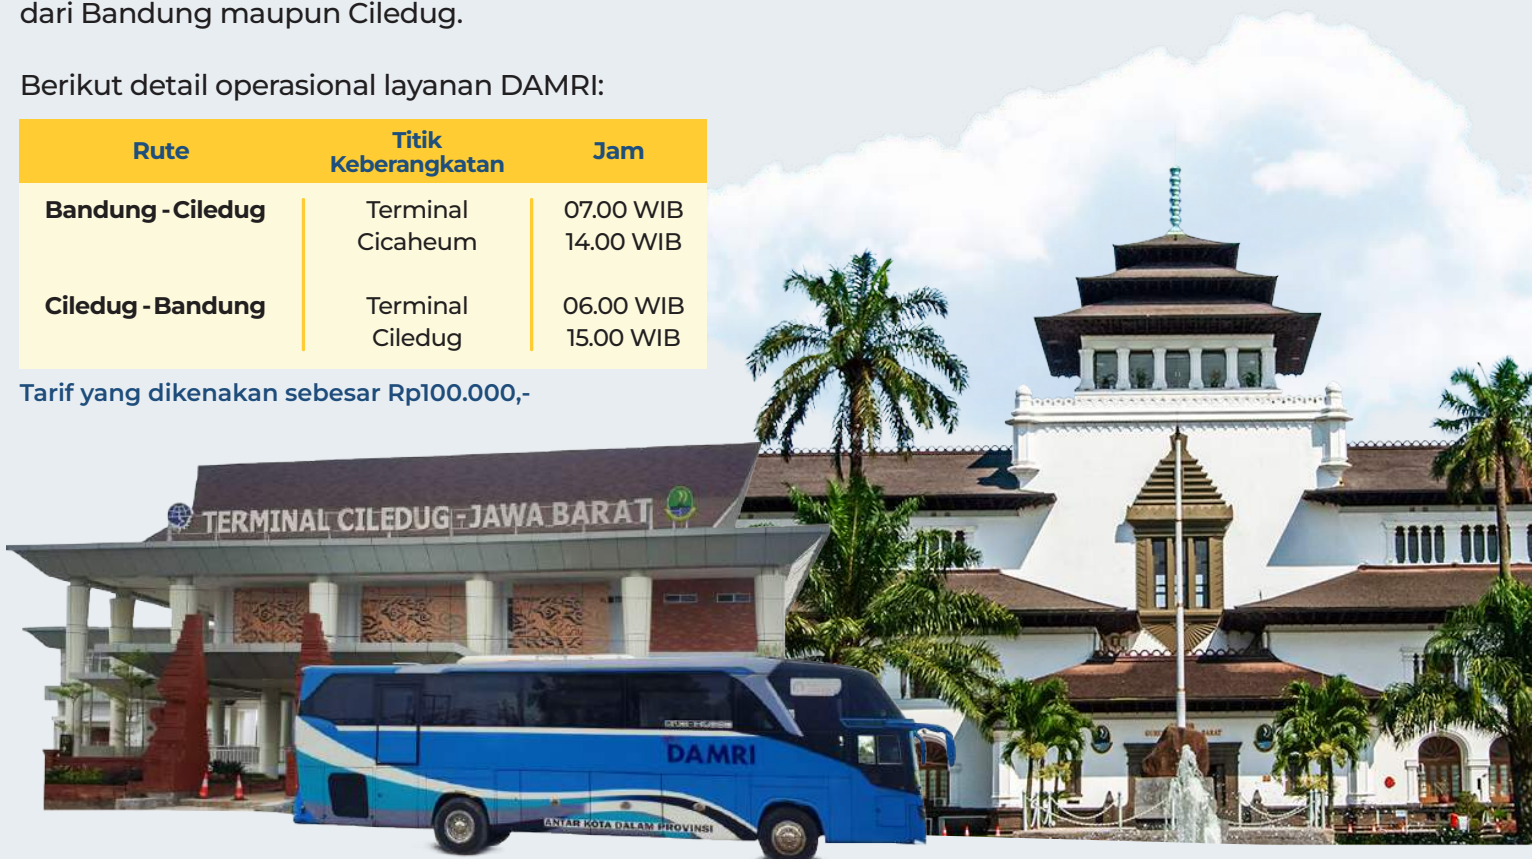 dari Bandung maupun Ciledug.
Berikut detail operasional layanan DAMRI:
Rute
Titik Keberangkatan
Jam
Bandung - Ciledug
Terminal Cicaheum
07.00 WIB
14.00 WIB
Ciledug - Bandung
Terminal Ciledug
06.00 WIB
15.00 WIB
Tarif yang dikenakan sebesar Rp100.000,-
TERMINAL CILEDUG - JAWA BARAT
DAMRI
ANTAR KOTA DALAM PROVINSI
BARAT